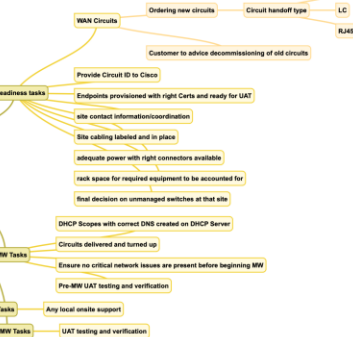 Ordering new circuits
Circuit handoff type
LC
WAN Circuits
RJ45
Customer to advice decommissioning of old circuits
Provide Circuit ID to Cisco
eadiness tasks
Endpoints provisioned with right Certs and ready for UAT
site contact information/coordination
Site cabling labeled and in place
adequate power with right connectors available
rack space for required equipment to be accounted for
final decision on unmanaged switches at that site
DHCP Scopes with correct DNS created on DHCP Server
Circuits delivered and turned up
MW Tasks
Ensure no critical network issues are present before beginning MW
Pre-MW UAT testing and verification
asks
Any local onsite support
MW Tasks
UAT testing and verification